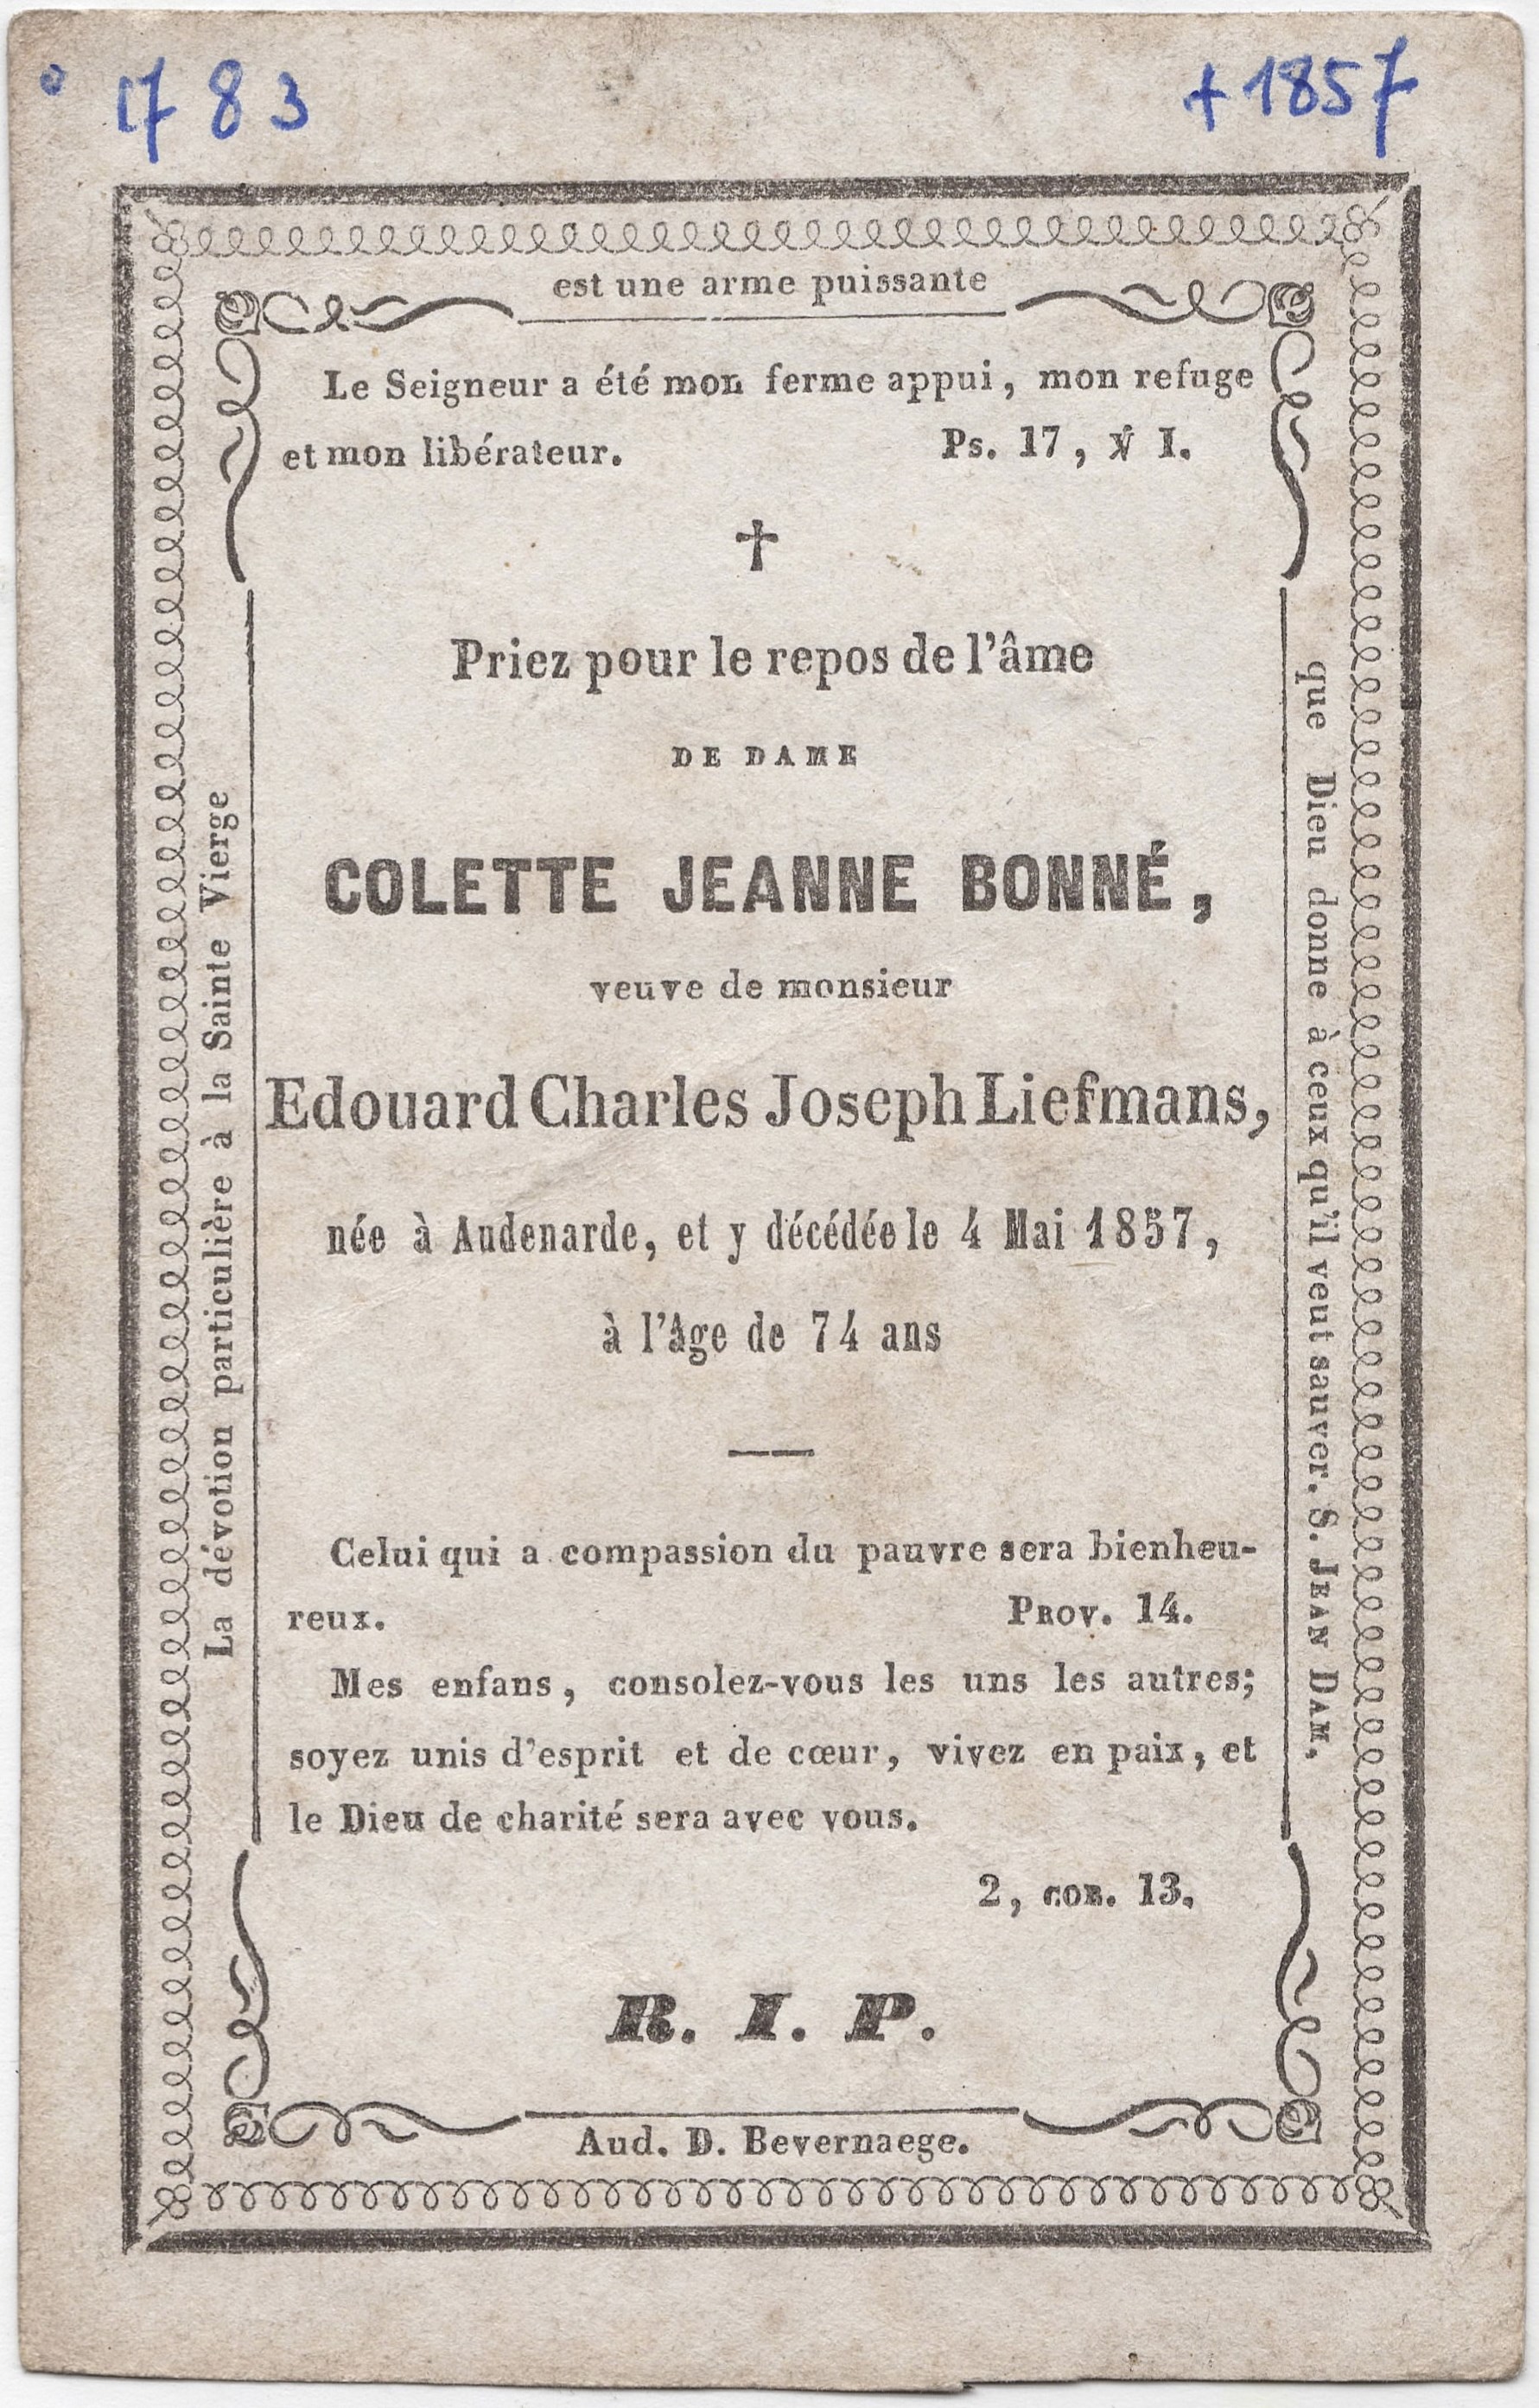 ° 1783
+ 1857
La dévotion particulière à la Sainte Vierge
est une arme puissante
que Dieu donne à ceux qu'il veut sauver. S. JEAN DAM.
Le Seigneur a été mon ferme appui, mon refuge
et mon libérateur. Ps. 17, ℣ I.
†
Priez pour le repos de l'âme
DE DAME
COLETTE JEANNE BONNÉ,
veuve de monsieur
Edouard Charles Joseph Liefmans,
née à Audenarde, et y décédée le 4 Mai 1857,
à l'âge de 74 ans
Celui qui a compassion du pauvre sera bienheu-
reux. PROV. 14.
Mes enfans, consolez-vous les uns les autres;
soyez unis d'esprit et de cœur, vivez en paix, et
le Dieu de charité sera avec vous.
2, COR. 13.
R. I. P.
Aud. D. Bevernaege.